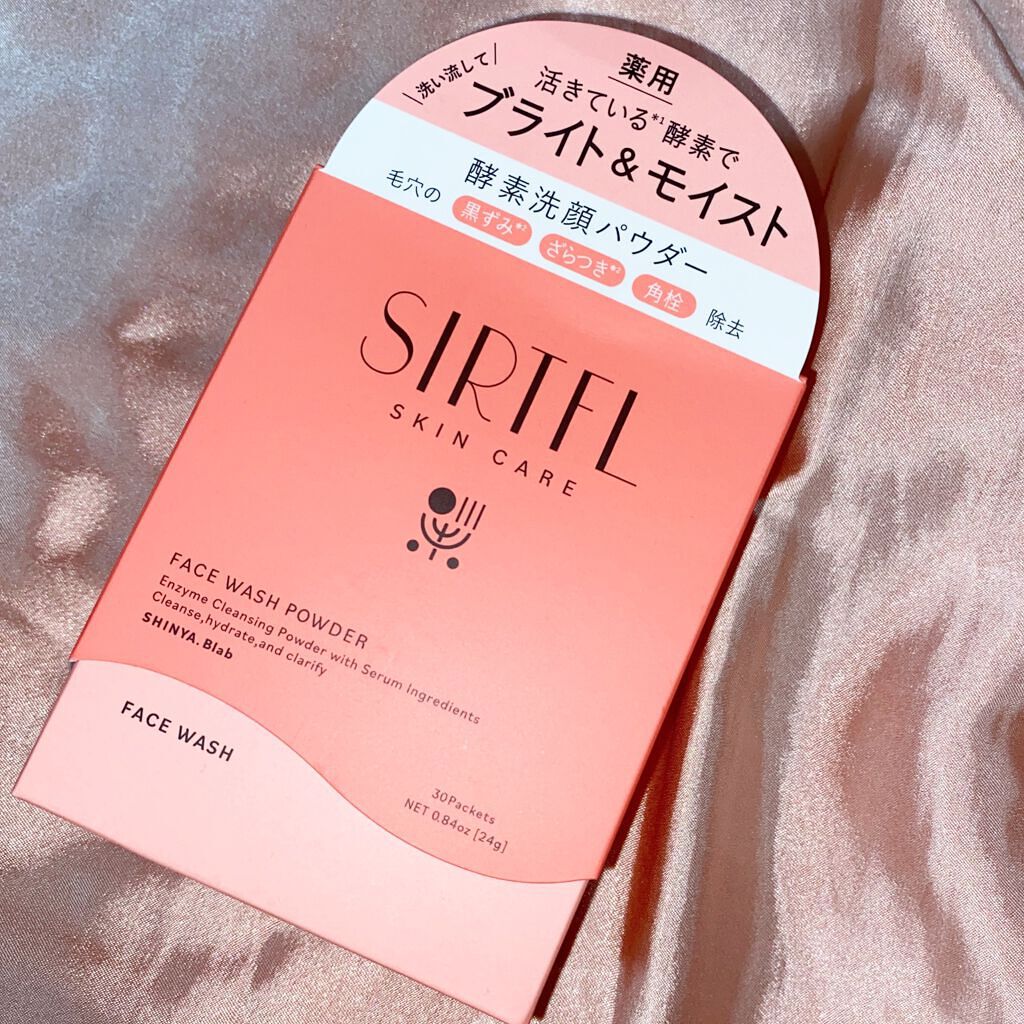 薬用
＼洗い流して／
活きている*1酵素で
ブライト＆モイスト
酵素洗顔パウダー
毛穴の 黒ずみ*2 ざらつき*2 角栓 除去
SIRTFL
SKIN CARE
FACE WASH POWDER
Enzyme Cleansing Powder with Serum Ingredients
Cleanse,hydrate,and clarify
SHINYA. Blab
FACE WASH
30Packets
NET 0.84oz [24g]